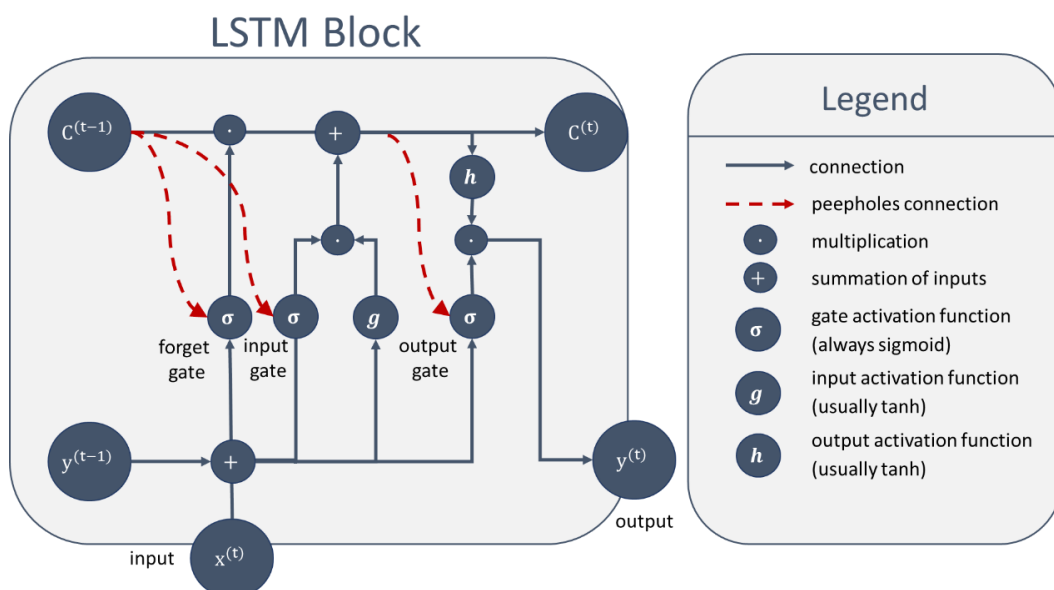 LSTM Block
C(t−1)
·
+
C(t)
h
·
·
σ
σ
g
σ
forget
gate
input
gate
output
gate
y(t−1)
+
y(t)
output
input
x(t)
Legend
connection
peepholes connection
· multiplication
+ summation of inputs
σ gate activation function
(always sigmoid)
g input activation function
(usually tanh)
h output activation function
(usually tanh)